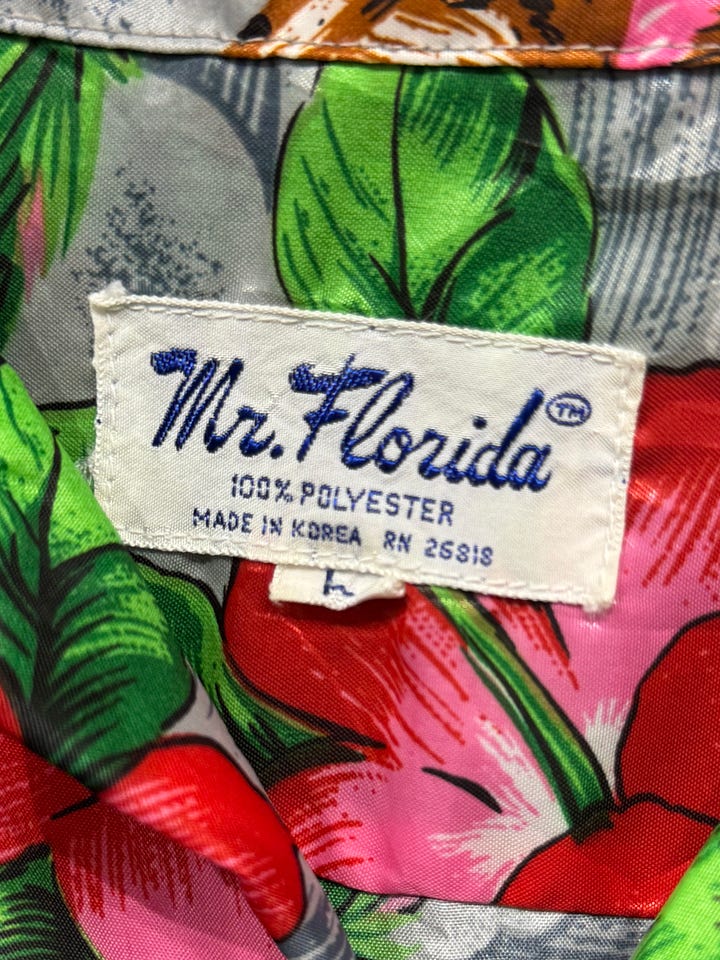 Mr. Florida™
100% POLYESTER
MADE IN KOREA RN 26818
L